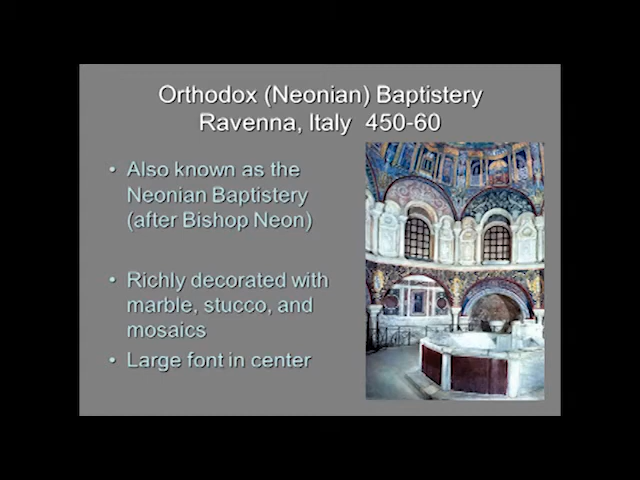 Orthodox (Neonian) Baptistery
Ravenna, Italy  450-60
• Also known as the
Neonian Baptistery
(after Bishop Neon)
• Richly decorated with
marble, stucco, and
mosaics
• Large font in center